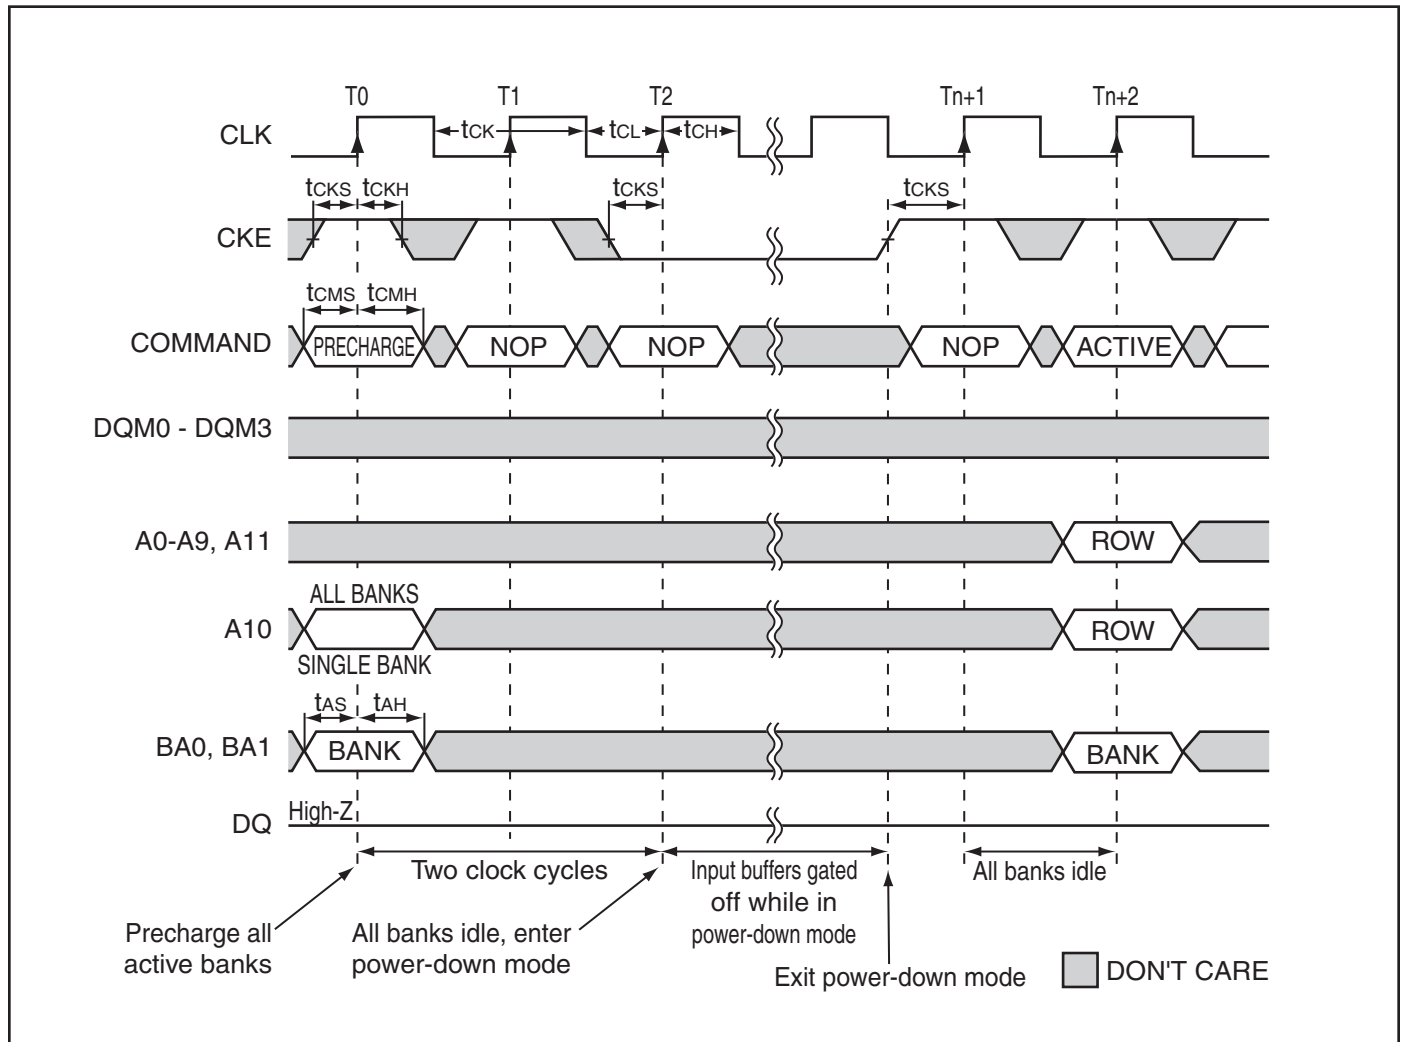 T0 T1 T2 Tn+1 Tn+2
CLK tCK tCL tCH
tCKS tCKH tCKS tCKS
CKE
tCMS tCMH
COMMAND PRECHARGE NOP NOP NOP ACTIVE
DQM0 - DQM3
A0-A9, A11 ROW
ALL BANKS
A10 ROW
SINGLE BANK
tAS tAH
BA0, BA1 BANK BANK
High-Z
DQ
Two clock cycles
Input buffers gated
off while in
power-down mode
All banks idle
Precharge all
active banks
All banks idle, enter
power-down mode
Exit power-down mode
DON'T CARE